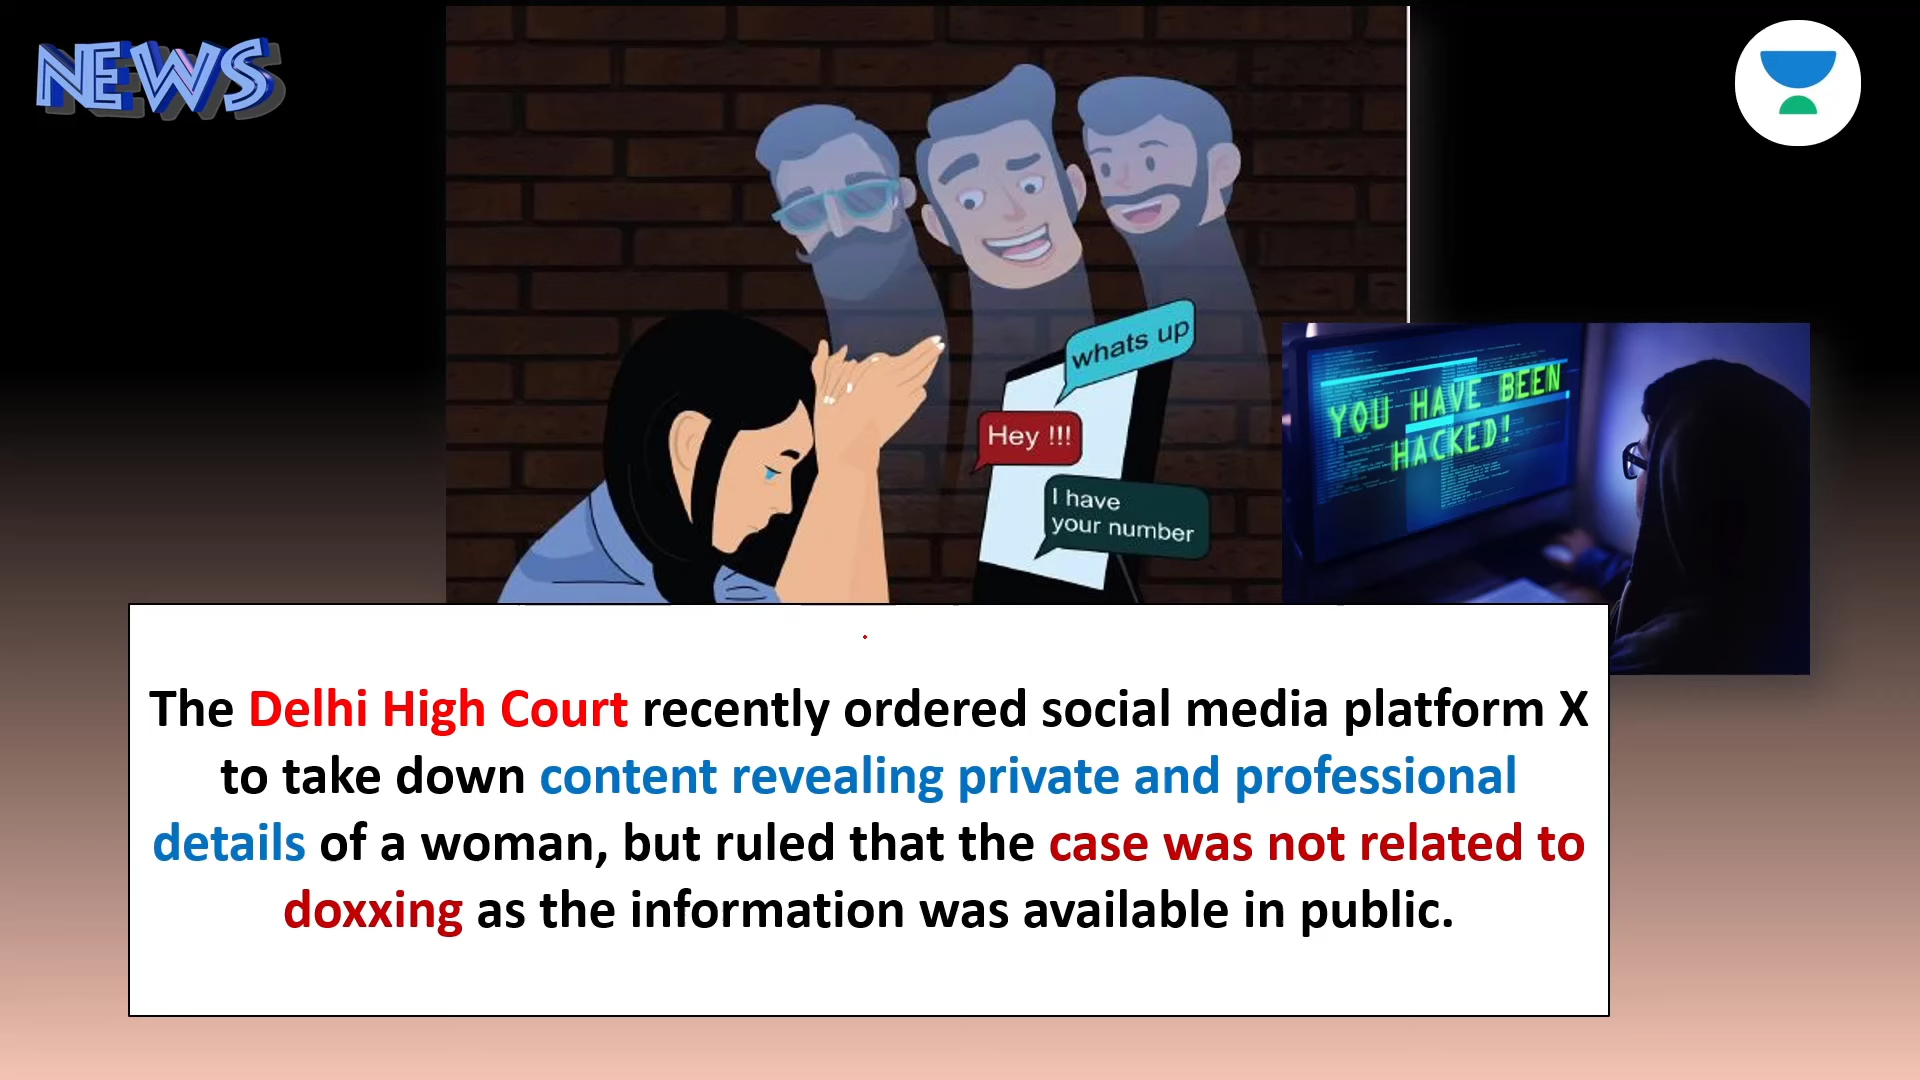 NEWS
whats up
Hey !!!
I have
your number
YOU HAVE BEEN
HACKED!
The Delhi High Court recently ordered social media platform X
to take down content revealing private and professional
details of a woman, but ruled that the case was not related to
doxxing as the information was available in public.